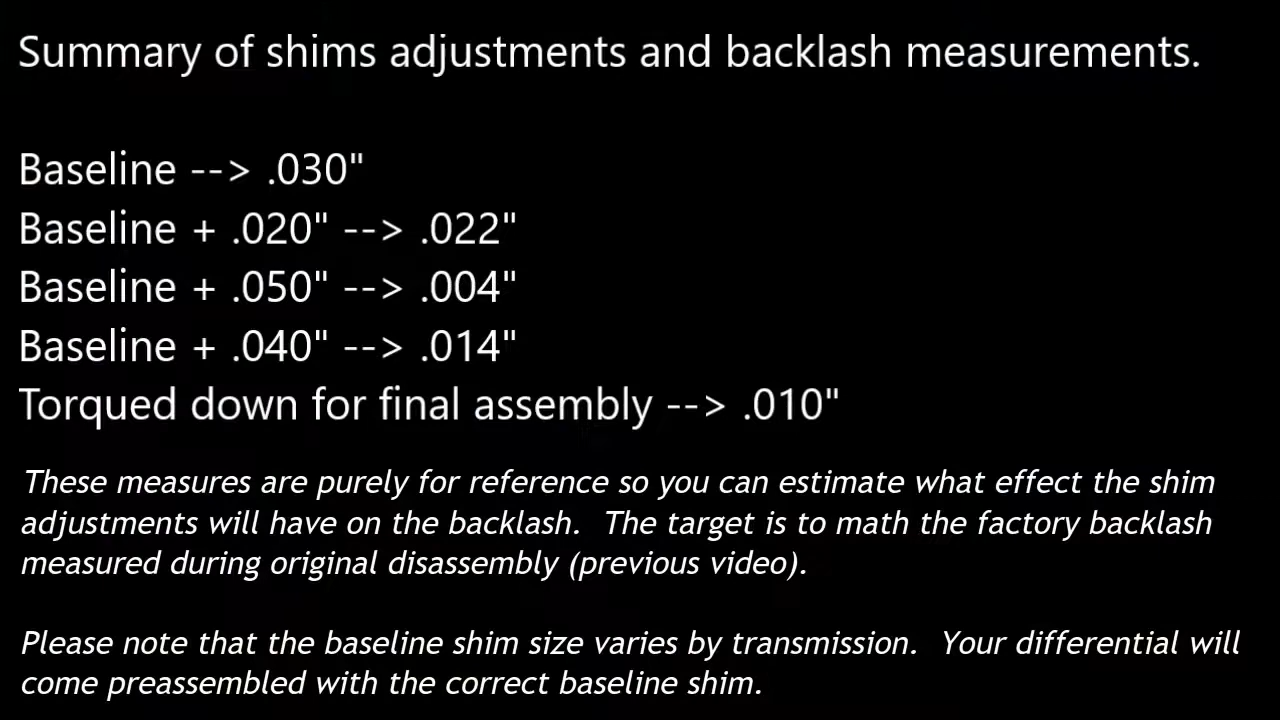 Summary of shims adjustments and backlash measurements.
Baseline --> .030"
Baseline + .020" --> .022"
Baseline + .050" --> .004"
Baseline + .040" --> .014"
Torqued down for final assembly --> .010"
These measures are purely for reference so you can estimate what effect the shim
adjustments will have on the backlash.  The target is to math the factory backlash
measured during original disassembly (previous video).
Please note that the baseline shim size varies by transmission.  Your differential will
come preassembled with the correct baseline shim.